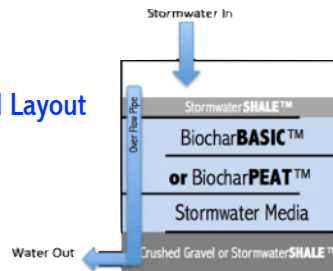 Stormwater In
Layout
Over Flow Pipe
StormwaterSHALE™
BiocharBASIC™
or BiocharPEAT™
Stormwater Media
Water Out
Crushed Gravel or StormwaterSHALE™